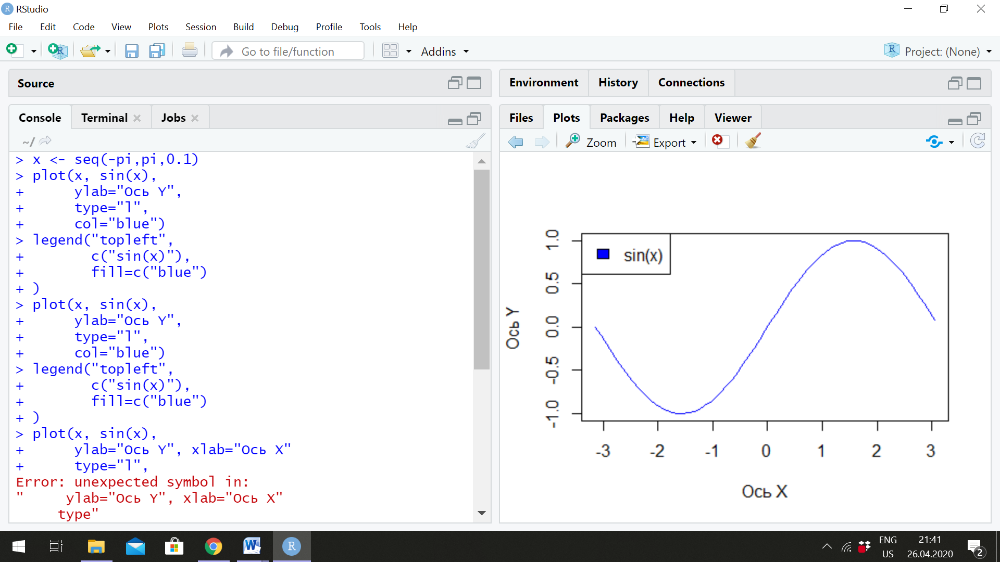 RStudio
File Edit Code View Plots Session Build Debug Profile Tools Help
Go to file/function Addins Project: (None)
Source
Console Terminal Jobs
~/
> x <- seq(-pi,pi,0.1)
> plot(x, sin(x),
+      ylab="Ось Y",
+      type="l",
+      col="blue")
> legend("topleft",
+        c("sin(x)"),
+        fill=c("blue")
+ )
> plot(x, sin(x),
+      ylab="Ось Y",
+      type="l",
+      col="blue")
> legend("topleft",
+        c("sin(x)"),
+        fill=c("blue")
+ )
> plot(x, sin(x),
+      ylab="Ось Y", xlab="Ось X"
+      type="l",
Error: unexpected symbol in:
"     ylab="Ось Y", xlab="Ось X"
     type"
Environment History Connections
Files Plots Packages Help Viewer
Zoom Export
sin(x)
Ось Y
1.0
0.5
0.0
-0.5
-1.0
-3 -2 -1 0 1 2 3
Ось X
ENG
US
21:41
26.04.2020
2